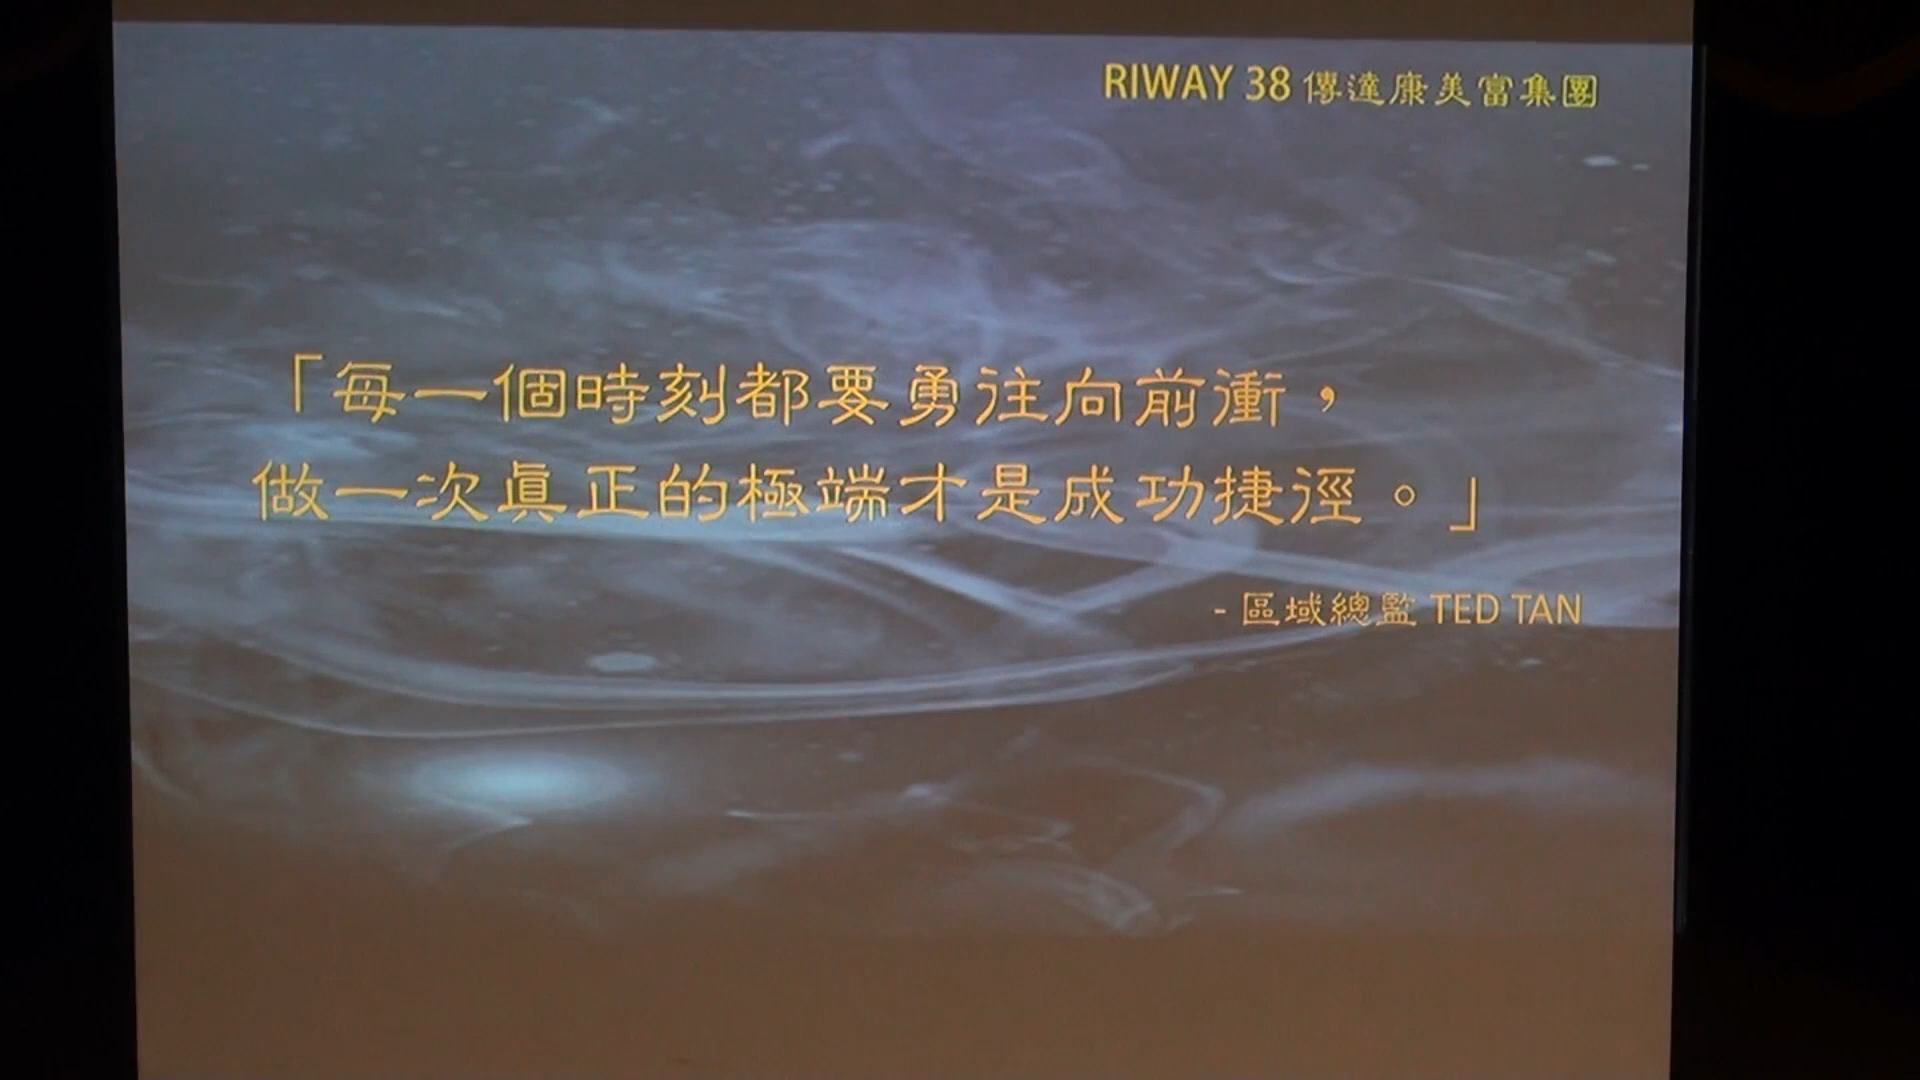 RIWAY 38 傳達康美富集團
「每一個時刻都要勇往向前衝，
做一次眞正的極端才是成功捷徑。」
- 區域總監 TED TAN